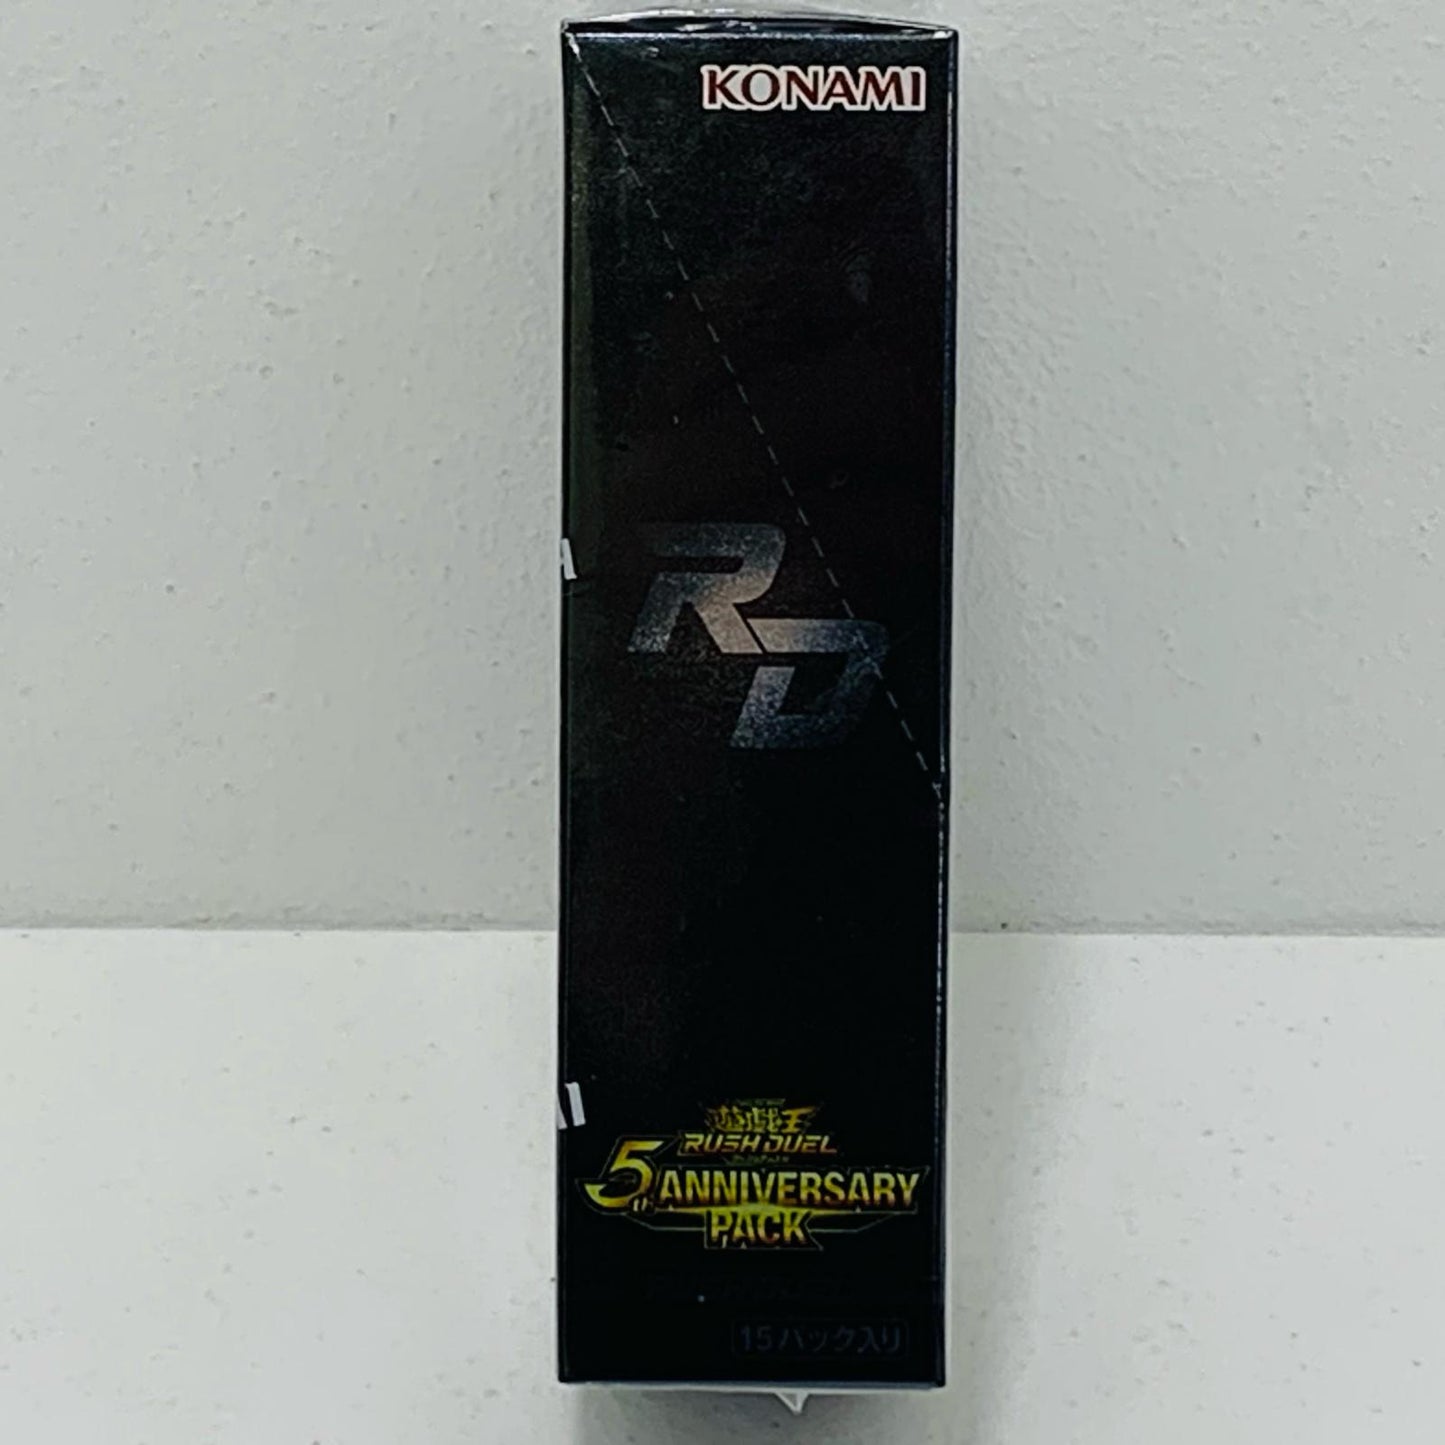 KONAMI
RD
遊戯王
RUSH DUEL
5th ANNIVERSARY
PACK
15パック入り